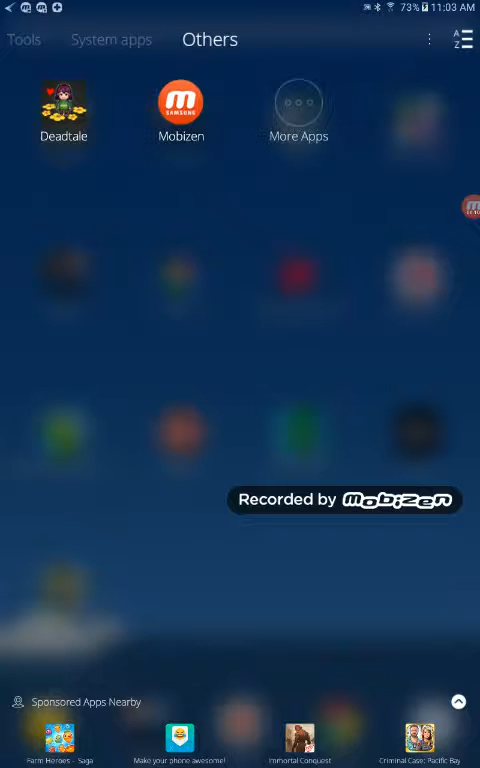 73% 11:03 AM
Tools System apps Others
A
Z
m
SAMSUNG
Deadtale Mobizen More Apps
Recorded by mobizen
Sponsored Apps Nearby
Farm Heroes - Saga Make your phone awesome! Immortal Conquest Criminal Case: Pacific Bay